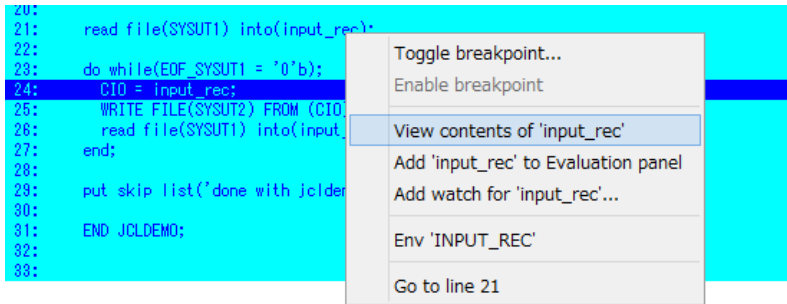 20:
21: read file(SYSUT1) into(input_rec);
22:
23: do while(EOF_SYSUT1 = '0'b);
24: CIO = input_rec;
25: WRITE FILE(SYSUT2) FROM (CIO)
26: read file(SYSUT1) into(input_
27: end;
28:
29: put skip list('done with jcldem
30:
31: END JCLDEMO;
32:
33:
Toggle breakpoint...
Enable breakpoint
View contents of 'input_rec'
Add 'input_rec' to Evaluation panel
Add watch for 'input_rec'...
Env 'INPUT_REC'
Go to line 21